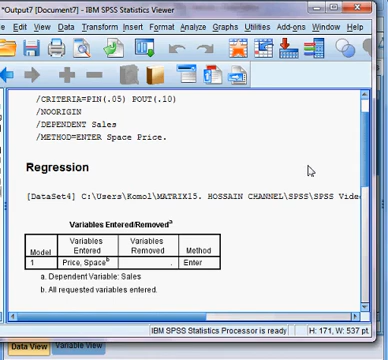 *Output7 [Document7] - IBM SPSS Statistics Viewer
Edit View Data Transform Insert Format Analyze Graphs Utilities Add-ons Window Help
/CRITERIA=PIN(.05) POUT(.10)
/NOORIGIN
/DEPENDENT Sales
/METHOD=ENTER Space Price.
Regression
[DataSet4] C:\Users\Komol\MATRIX15. HOSSAIN CHANNEL\SPSS\SPSS Vide
Variables Entered/Removedª
Model Variables Entered Variables Removed Method
1 Price, Spaceᵇ . Enter
a. Dependent Variable: Sales
b. All requested variables entered.
IBM SPSS Statistics Processor is ready H: 171, W: 537 pt.
Data View Variable View